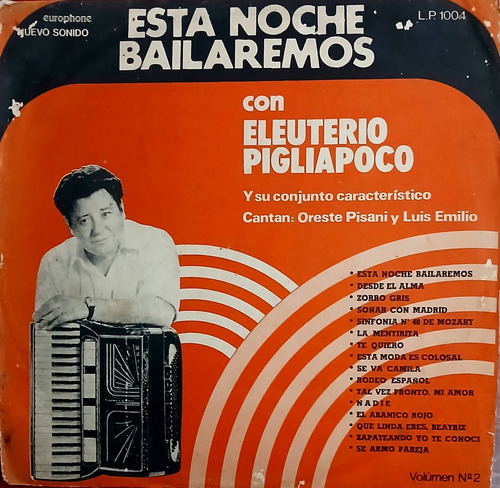 europhone
NUEVO SONIDO
ESTA NOCHE
BAILAREMOS
L.P. 1004
con
ELEUTERIO
PIGLIAPOCO
Y su conjunto característico
Cantan: Oreste Pisani y Luis Emilio
• ESTA NOCHE BAILAREMOS
• DESDE EL ALMA
• ZORRO GRIS
• SOÑAR CON MADRID
• SINFONIA N° 40 DE MOZART
• LA MENTIRITA
• TE QUIERO
• ESTA MODA ES COLOSAL
• SE VA CAMILA
• RODEO ESPAÑOL
• TAL VEZ PRONTO, MI AMOR
• NADIE
• EL ABANICO ROJO
• QUE LINDA ERES, BEATRIZ
• ZAPATEANDO YO TE CONOCI
• SE ARMO PAREJA
Volúmen Nº 2